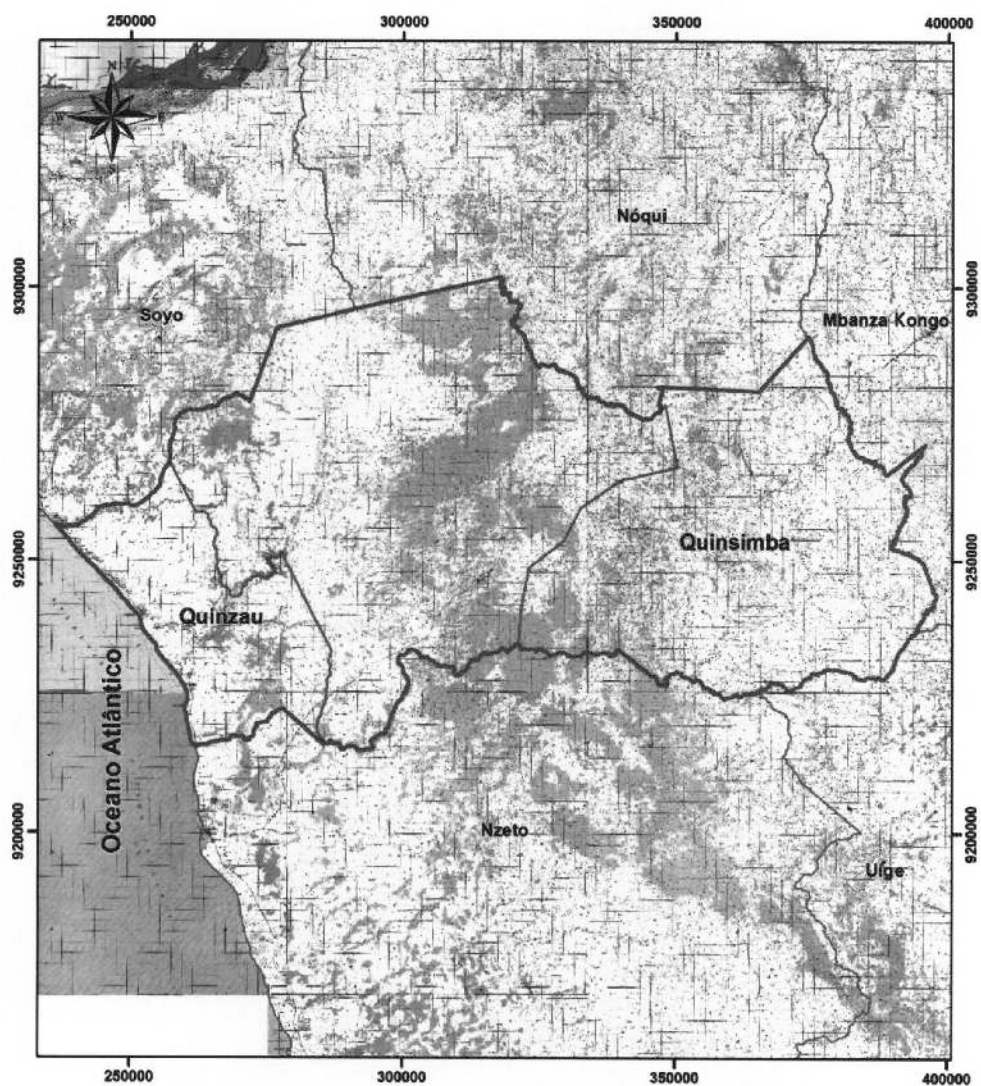 250000 300000 350000 400000
N
W E
S
Nóqui
9300000 9300000
Soyo
Mbanza Kongo
Quinsimba
9250000 9250000
Quinzau
Oceano Atlântico
Nzeto
9200000 9200000
Uíge
250000 300000 350000 400000